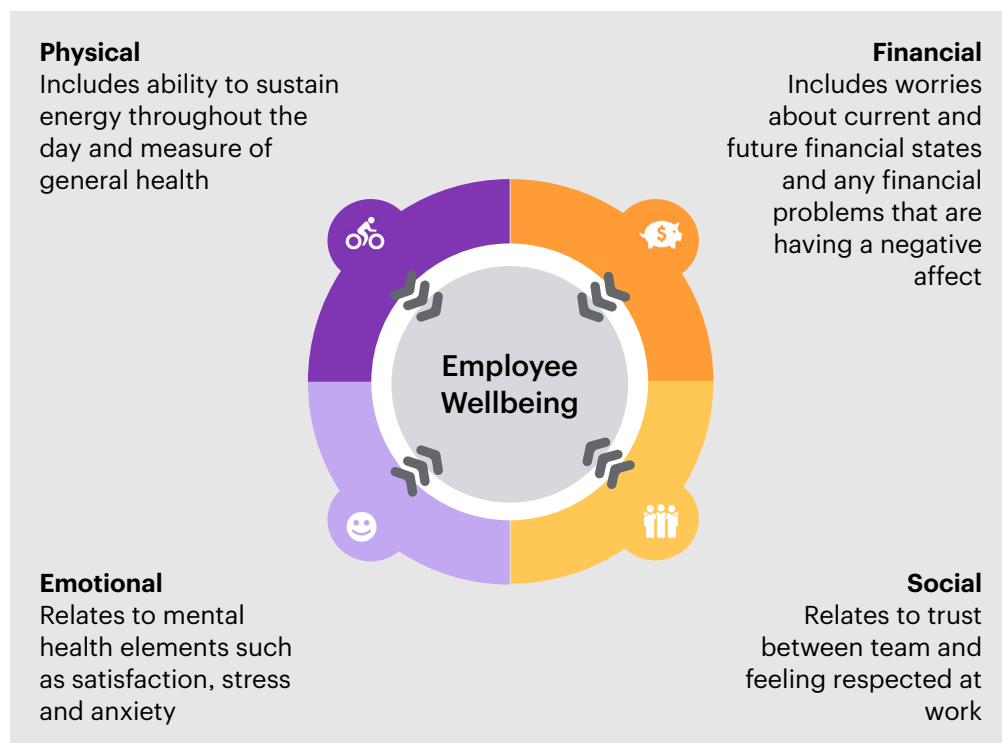 Physical
Includes ability to sustain
energy throughout the
day and measure of
general health
Financial
Includes worries
about current and
future financial states
and any financial
problems that are
having a negative
affect
$
Employee
Wellbeing
Emotional
Relates to mental
health elements such
as satisfaction, stress
and anxiety
Social
Relates to trust
between team and
feeling respected at
work